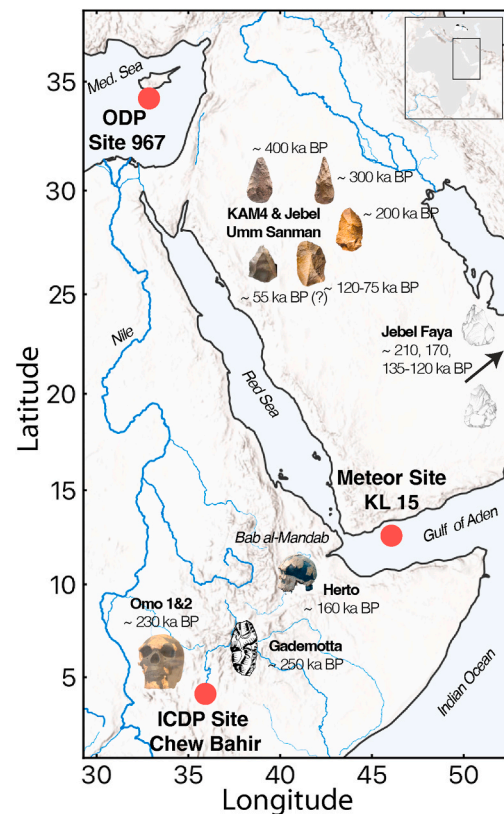 35
Med. Sea
ODP
Site 967
~ 400 ka BP
~ 300 ka BP
30
KAM4 & Jebel
Umm Sanman
~ 200 ka BP
~ 55 ka BP (?)
~ 120-75 ka BP
25
Jebel Faya
~ 210, 170,
135-120 ka BP
Nile
Red Sea
20
Latitude
Meteor Site
KL 15
15
Gulf of Aden
Bab al-Mandab
10
Herto
~ 160 ka BP
Omo 1&2
~ 230 ka BP
Gademotta
~ 250 ka BP
5
Indian Ocean
ICDP Site
Chew Bahir
30
35
40
45
50
Longitude